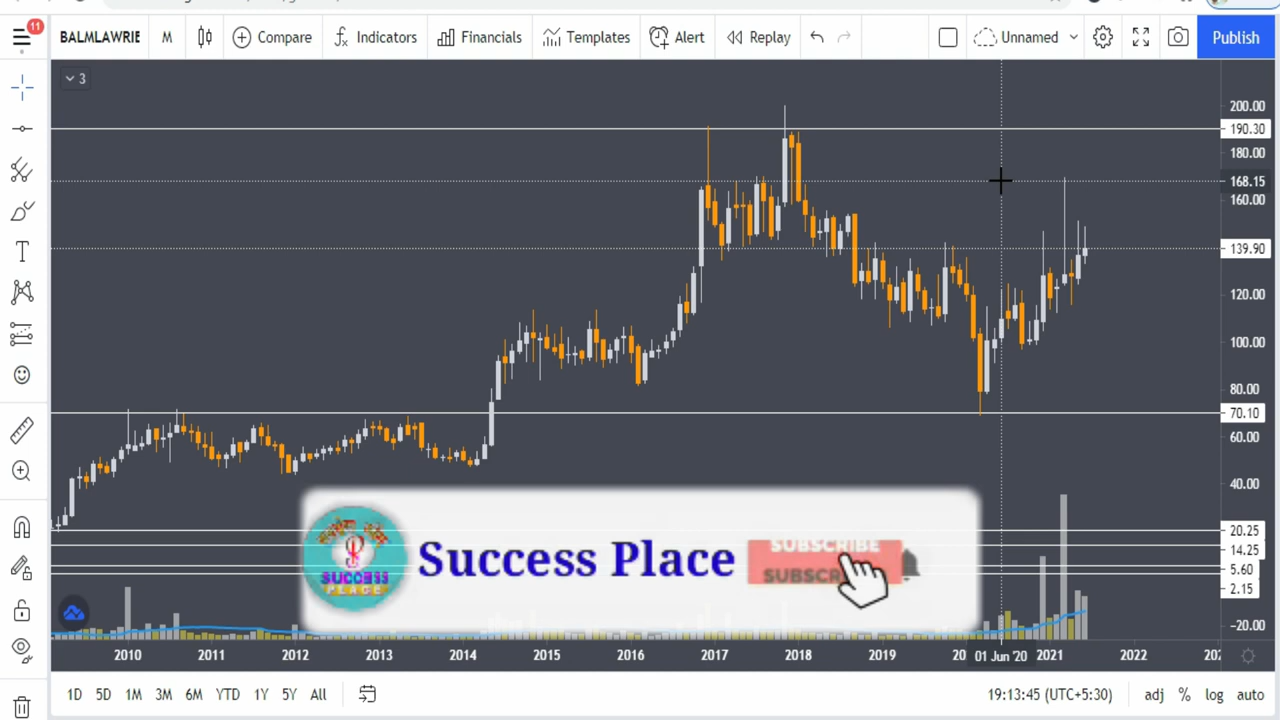 11
BALMLAWRIE M Compare Indicators Financials Templates Alert Replay Unnamed Publish
3
200.00
190.30
180.00
168.15
160.00
139.90
120.00
100.00
80.00
70.10
60.00
40.00
20.25
14.25
5.60
2.15
−20.00
Success Place
SUBSCRIBE
SUCCESS
PLACE
2010 2011 2012 2013 2014 2015 2016 2017 2018 2019 01 Jun '20 2021 2022
1D 5D 1M 3M 6M YTD 1Y 5Y All 19:13:45 (UTC+5:30) adj % log auto